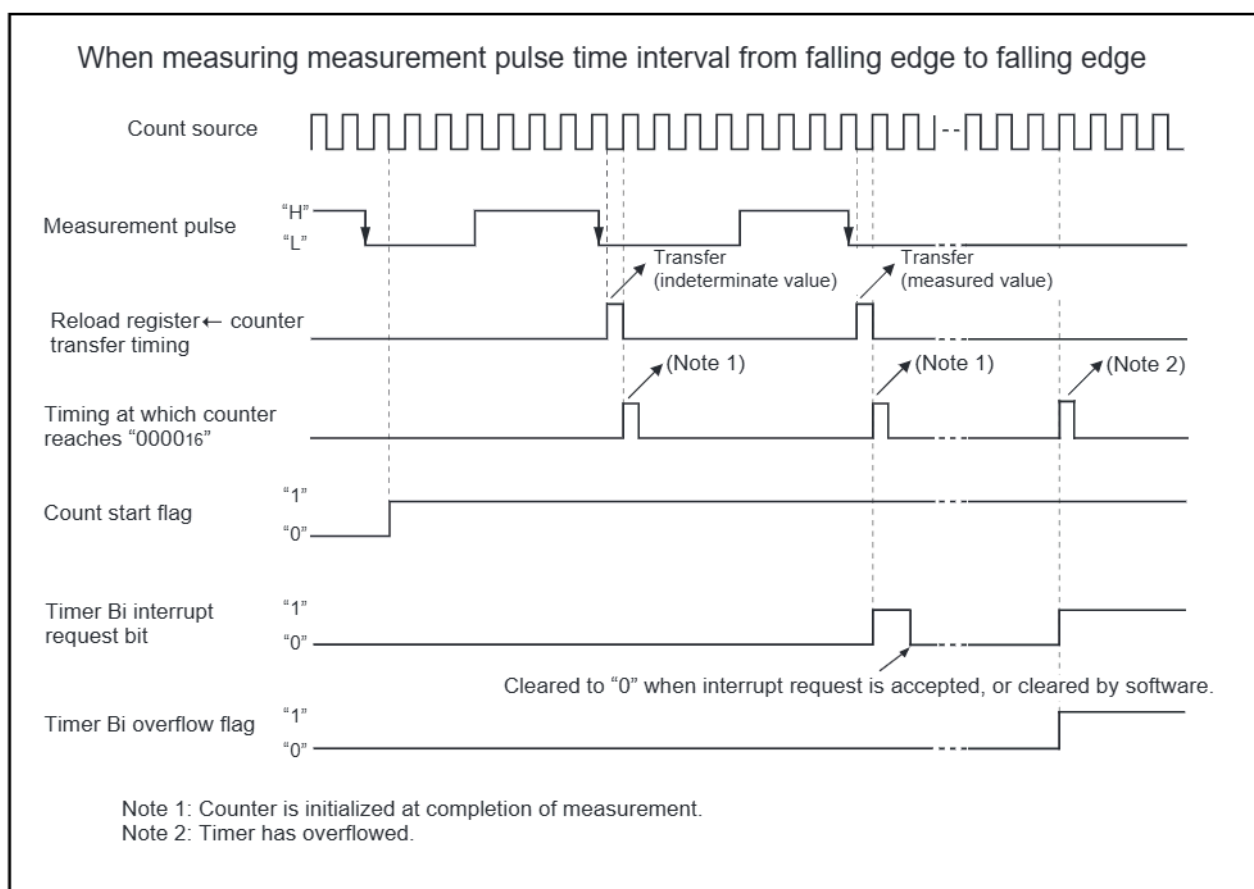 When measuring measurement pulse time interval from falling edge to falling edge
Count source
Measurement pulse
“H”
“L”
Transfer
(indeterminate value)
Transfer
(measured value)
Reload register← counter
transfer timing
(Note 1)
(Note 1)
(Note 2)
Timing at which counter
reaches “000016”
Count start flag
“1”
“0”
Timer Bi interrupt
request bit
“1”
“0”
Cleared to “0” when interrupt request is accepted, or cleared by software.
Timer Bi overflow flag
“1”
“0”
Note 1: Counter is initialized at completion of measurement.
Note 2: Timer has overflowed.